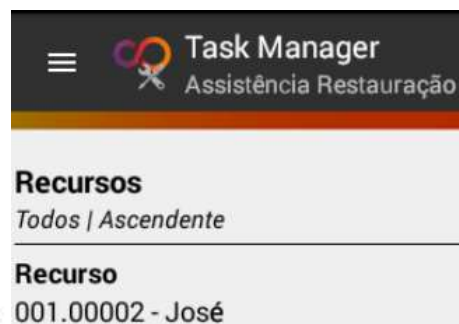 Task Manager
Assistência Restauração
Recursos
Todos | Ascendente
Recurso
001.00002 - José